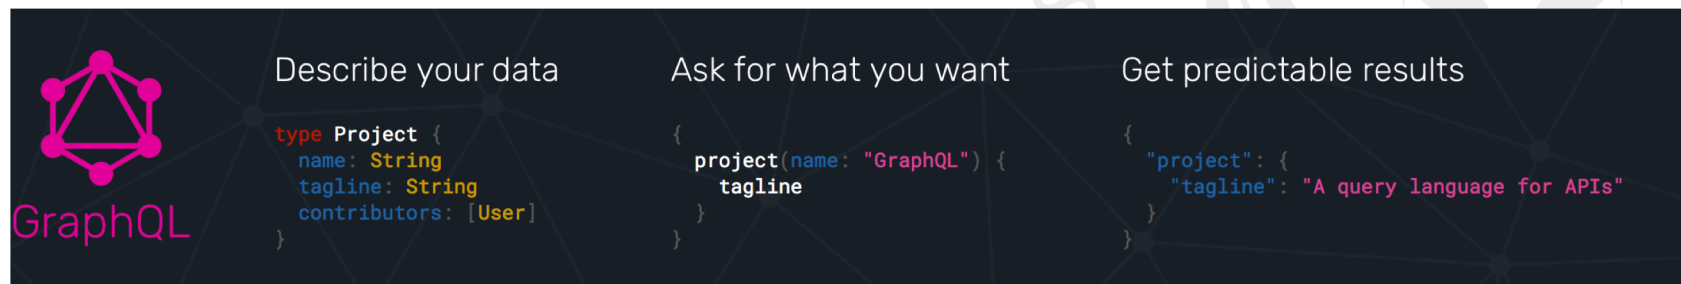 GraphQL
Describe your data
type Project {
  name: String
  tagline: String
  contributors: [User]
}
Ask for what you want
{
  project(name: "GraphQL") {
    tagline
  }
}
Get predictable results
{
  "project": {
    "tagline": "A query language for APIs"
  }
}